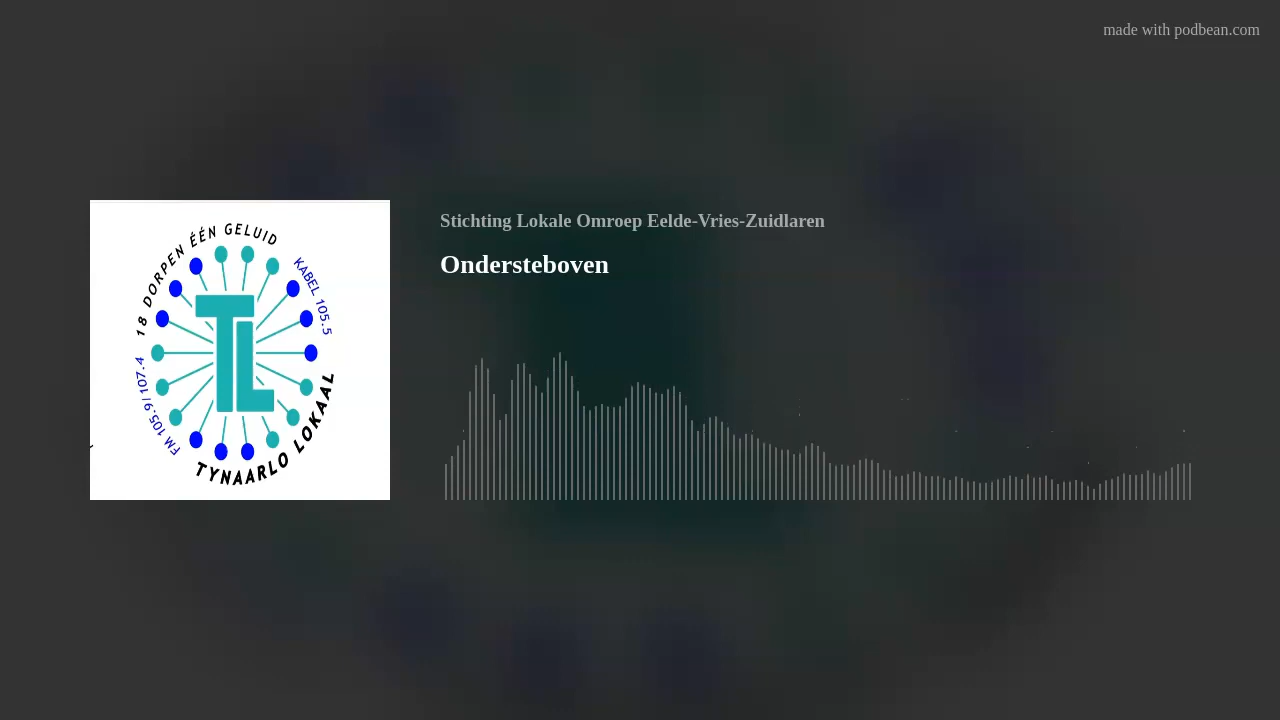 made with podbean.com
Stichting Lokale Omroep Eelde-Vries-Zuidlaren
Ondersteboven
18 DORPEN ÉÉN GELUID
KABEL 105.5
TL
FM 105.9/107.4
TYNAARLO LOKAAL